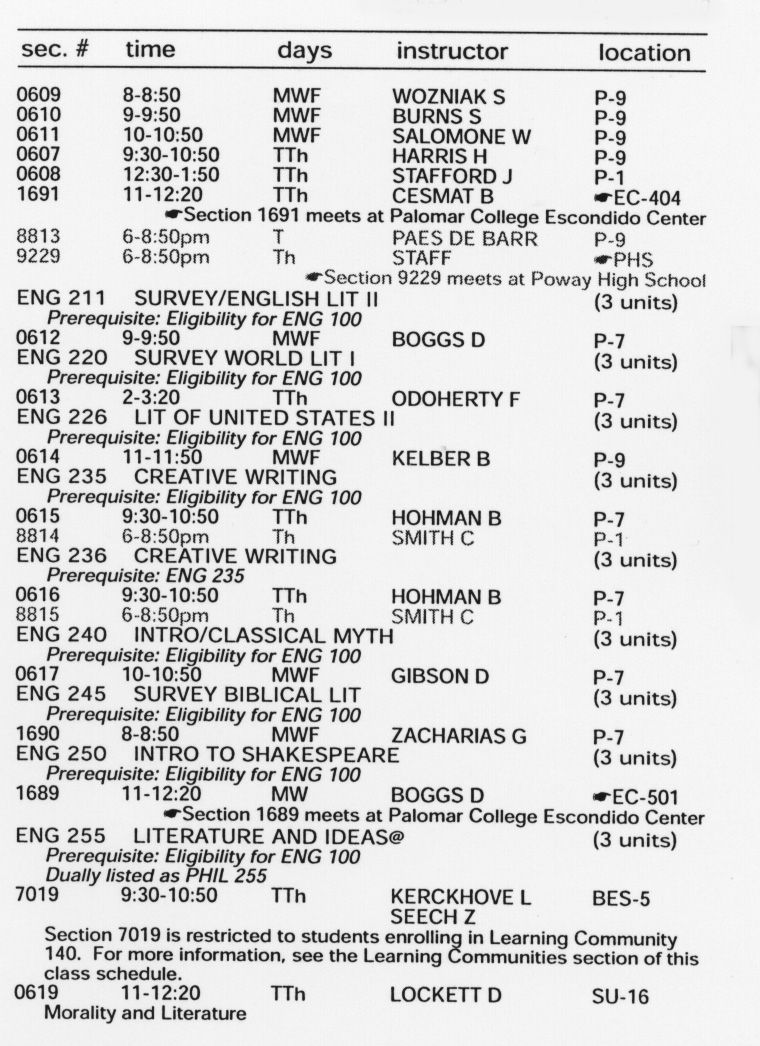 sec. # time days instructor location
0609 8-8:50 MWF WOZNIAK S P-9
0610 9-9:50 MWF BURNS S P-9
0611 10-10:50 MWF SALOMONE W P-9
0607 9:30-10:50 TTh HARRIS H P-9
0608 12:30-1:50 TTh STAFFORD J P-1
1691 11-12:20 TTh CESMAT B ☛EC-404
☛Section 1691 meets at Palomar College Escondido Center
8813 6-8:50pm T PAES DE BARR P-9
9229 6-8:50pm Th STAFF ☛PHS
☛Section 9229 meets at Poway High School
ENG 211 SURVEY/ENGLISH LIT II (3 units)
Prerequisite: Eligibility for ENG 100
0612 9-9:50 MWF BOGGS D P-7
ENG 220 SURVEY WORLD LIT I (3 units)
Prerequisite: Eligibility for ENG 100
0613 2-3:20 TTh ODOHERTY F P-7
ENG 226 LIT OF UNITED STATES II (3 units)
Prerequisite: Eligibility for ENG 100
0614 11-11:50 MWF KELBER B P-9
ENG 235 CREATIVE WRITING (3 units)
Prerequisite: Eligibility for ENG 100
0615 9:30-10:50 TTh HOHMAN B P-7
8814 6-8:50pm Th SMITH C P-1
ENG 236 CREATIVE WRITING (3 units)
Prerequisite: ENG 235
0616 9:30-10:50 TTh HOHMAN B P-7
8815 6-8:50pm Th SMITH C P-1
ENG 240 INTRO/CLASSICAL MYTH (3 units)
Prerequisite: Eligibility for ENG 100
0617 10-10:50 MWF GIBSON D P-7
ENG 245 SURVEY BIBLICAL LIT (3 units)
Prerequisite: Eligibility for ENG 100
1690 8-8:50 MWF ZACHARIAS G P-7
ENG 250 INTRO TO SHAKESPEARE (3 units)
Prerequisite: Eligibility for ENG 100
1689 11-12:20 MW BOGGS D ☛EC-501
☛Section 1689 meets at Palomar College Escondido Center
ENG 255 LITERATURE AND IDEAS@ (3 units)
Prerequisite: Eligibility for ENG 100
Dually listed as PHIL 255
7019 9:30-10:50 TTh KERCKHOVE L BES-5
SEECH Z
Section 7019 is restricted to students enrolling in Learning Community
140. For more information, see the Learning Communities section of this
class schedule.
0619 11-12:20 TTh LOCKETT D SU-16
Morality and Literature